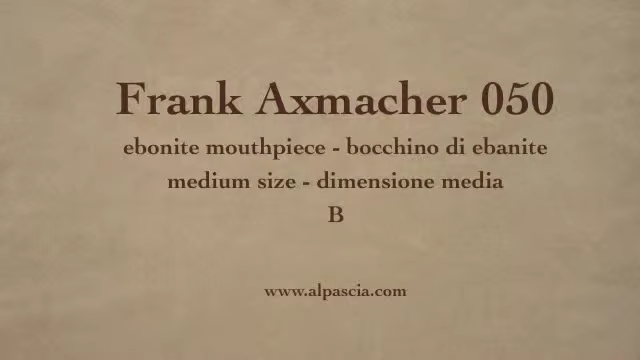 Frank Axmacher 050
ebonite mouthpiece - bocchino di ebanite
medium size - dimensione media
B
www.alpascia.com